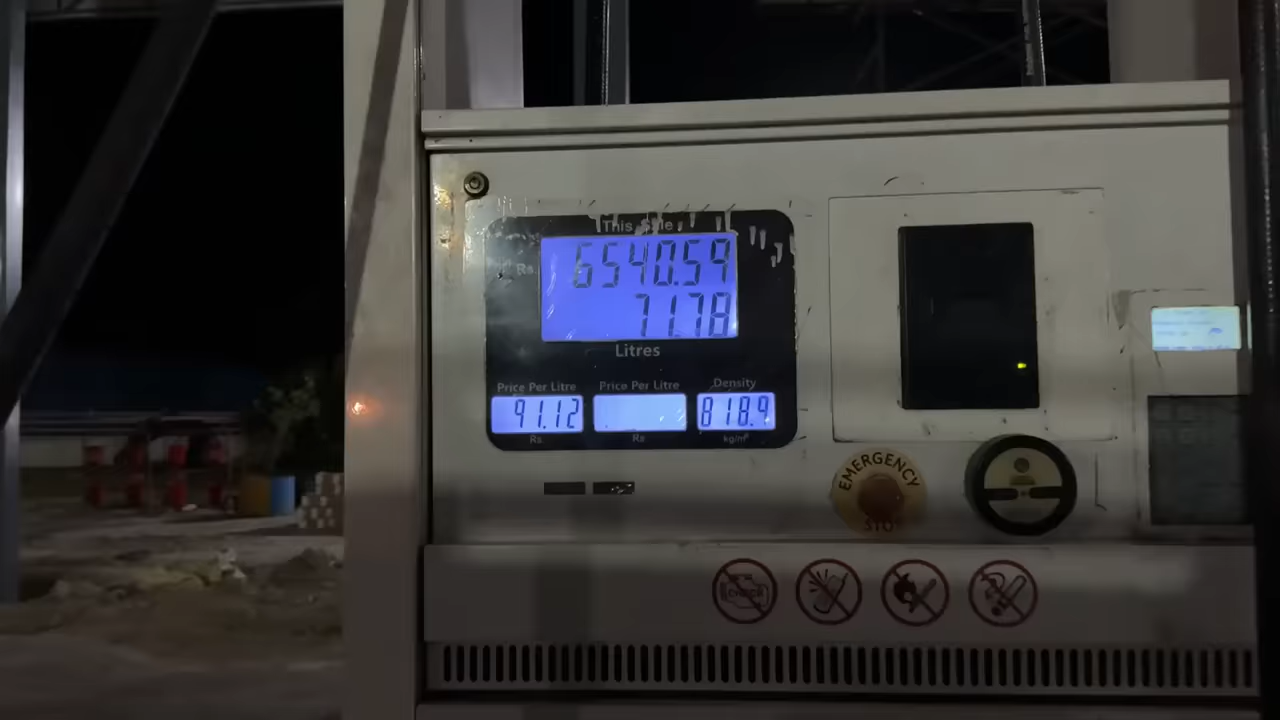 This Sale
Rs.
6540.59
71.78
Litres
Price Per Litre
Price Per Litre
Density
91.12
818.9
Rs
Rs
kg/m³
EMERGENCY
STOP